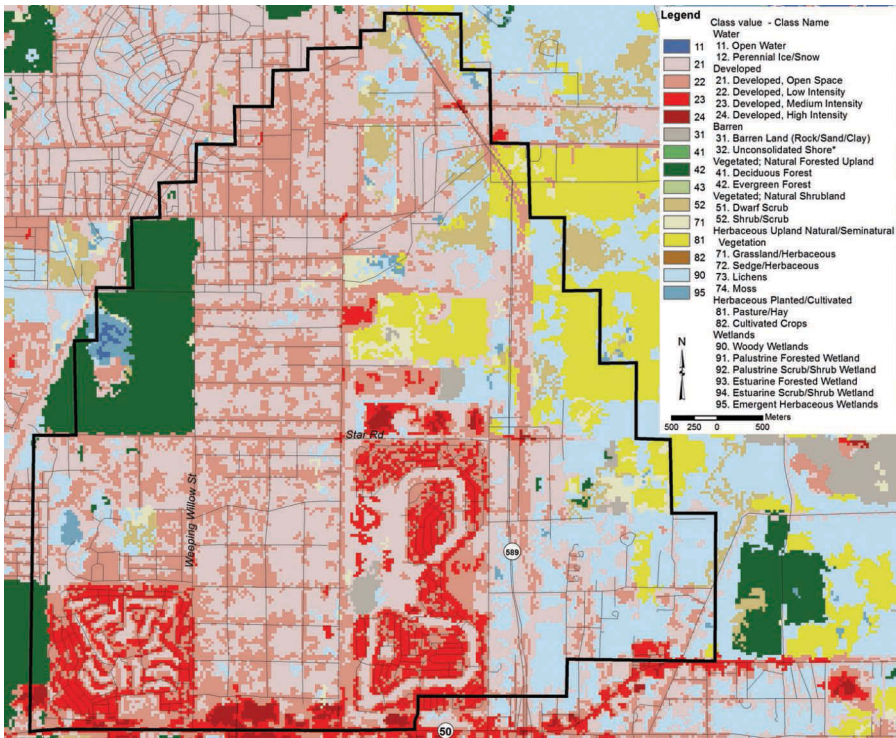 Legend
Class value - Class Name
Water
11 11. Open Water
12. Perennial Ice/Snow
21 Developed
22 21. Developed, Open Space
22. Developed, Low Intensity
23 23. Developed, Medium Intensity
24 24. Developed, High Intensity
Barren
31 31. Barren Land (Rock/Sand/Clay)
41 32. Unconsolidated Shore*
Vegetated; Natural Forested Upland
42 41. Deciduous Forest
43 42. Evergreen Forest
Vegetated; Natural Shrubland
52 51. Dwarf Scrub
52. Shrub/Scrub
71 Herbaceous Upland Natural/Seminatural
81 Vegetation
71. Grassland/Herbaceous
82 72. Sedge/Herbaceous
90 73. Lichens
74. Moss
95 Herbaceous Planted/Cultivated
81. Pasture/Hay
82. Cultivated Crops
Wetlands
90. Woody Wetlands
91. Palustrine Forested Wetland
92. Palustrine Scrub/Shrub Wetland
93. Estuarine Forested Wetland
94. Estuarine Scrub/Shrub Wetland
95. Emergent Herbaceous Wetlands
N
Meters
500 250 0 500
Star Rd
Weeping Willow St
589
50